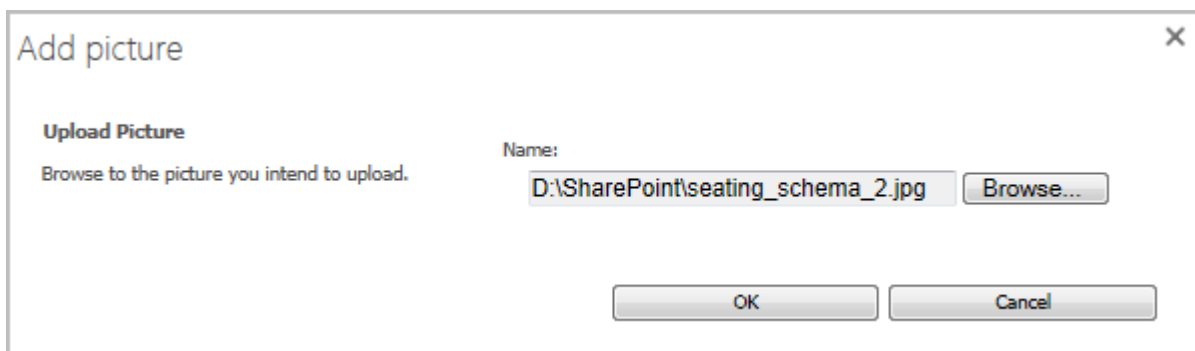 Add picture
Upload Picture
Browse to the picture you intend to upload.
Name:
D:\SharePoint\seating_schema_2.jpg
Browse...
OK
Cancel